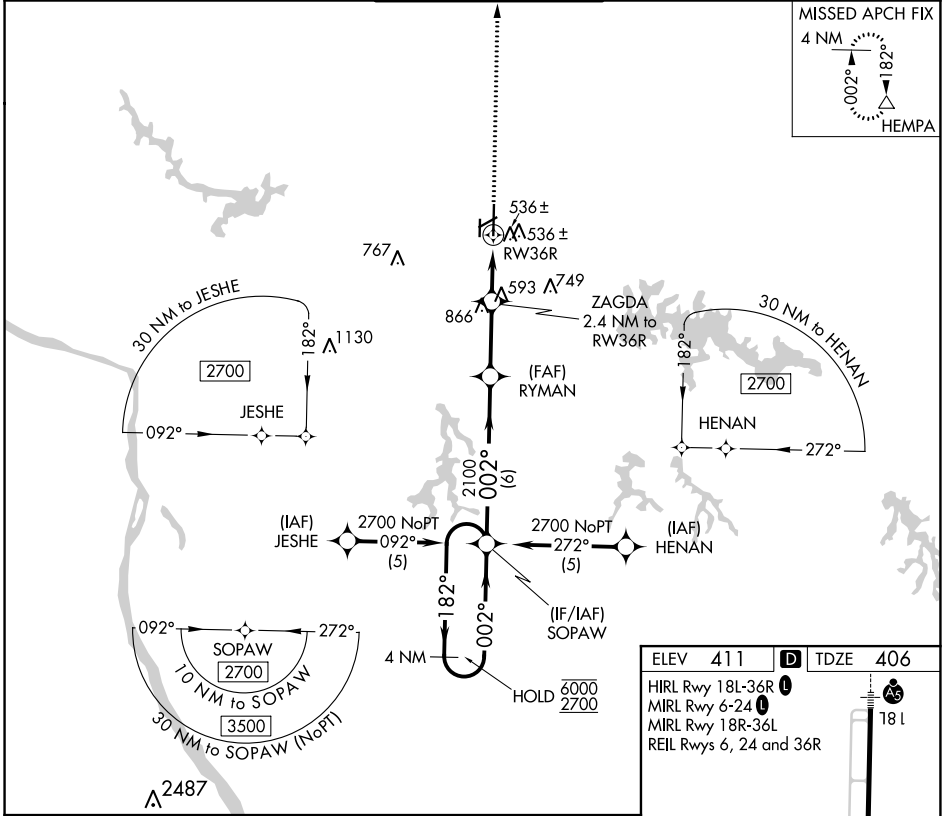 MISSED APCH FIX
4 NM
002°
182°
HEMPA
536 ±
536 ±
RW36R
767
593
749
866
ZAGDA
2.4 NM to
RW36R
30 NM to JESHE
182°
1130
2700
JESHE
092°
(FAF)
RYMAN
30 NM to HENAN
182°
2700
HENAN
272°
2100
002°
(6)
(IAF)
JESHE
2700 NoPT
092°
(5)
2700 NoPT
272°
(5)
(IAF)
HENAN
182°
002°
(IF/IAF)
SOPAW
4 NM
HOLD 6000
2700
092°
272°
SOPAW
2700
10 NM to SOPAW
3500
30 NM to SOPAW (NoPT)
2487
ELEV 411 D TDZE 406
HIRL Rwy 18L-36R L
MIRL Rwy 6-24 L
MIRL Rwy 18R-36L
REIL Rwys 6, 24 and 36R
A5
18L